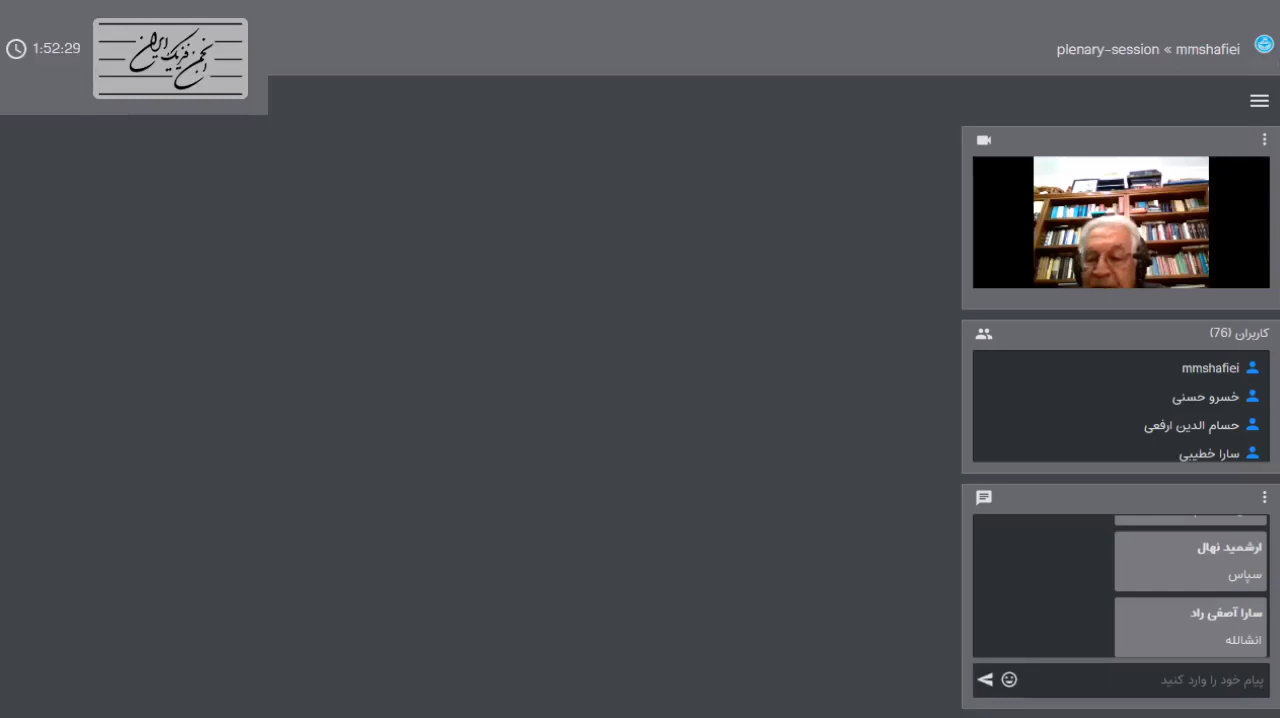 1:52:29
انجمن فیزیک ایران
plenary-session « mmshafiei
کاربران (76)
mmshafiei
خسرو حسنی
حسام الدین ارفعی
سارا خطیبی
ارشمید نهال
سپاس
سارا آصفی راد
انشالله
پیام خود را وارد کنید